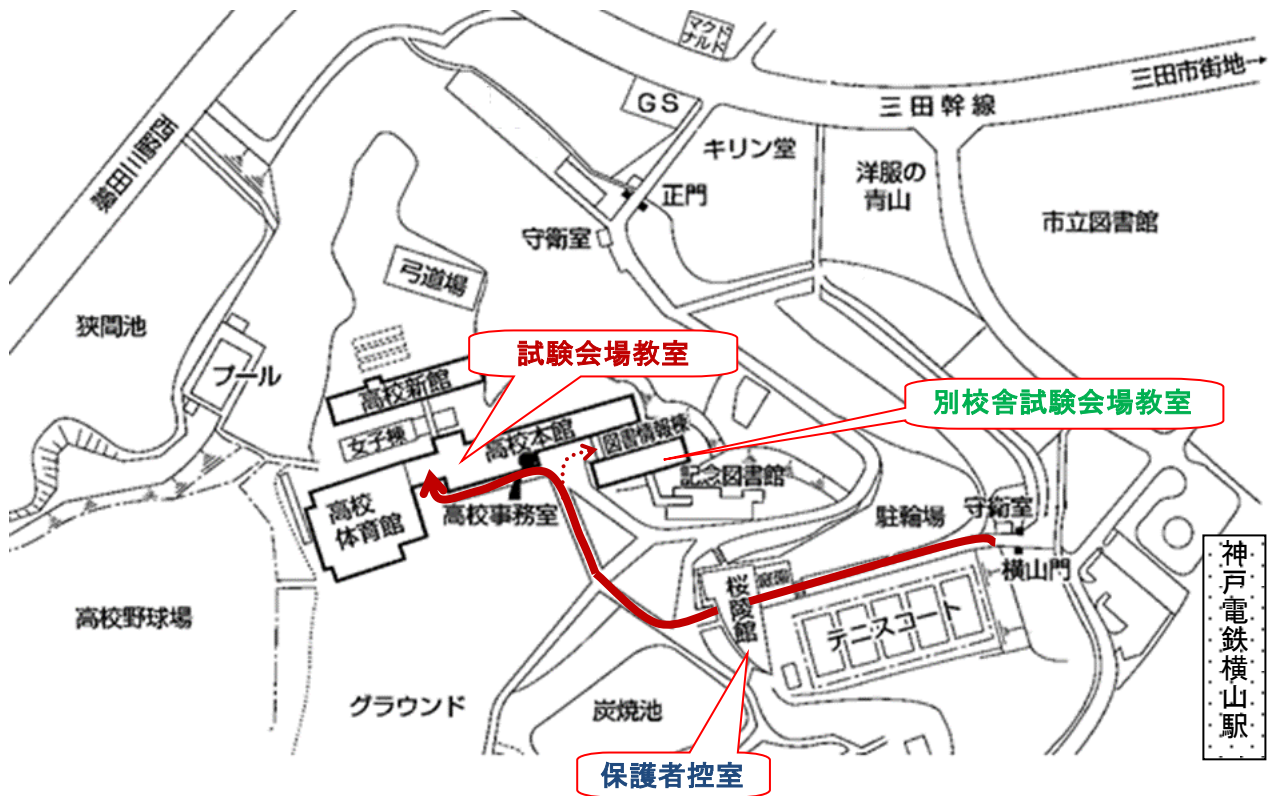 マクド
ナルド
三田市街地→
GS
三田幹線
キリン堂
洋服の
青山
正門
市立図書館
守衛室
弓道場
狭間池
プール
試験会場教室
高校新館
別校舎試験会場教室
女子棟
高校本館
図書情報棟
記念図書館
高校
体育館
高校事務室
駐輪場
守衛室
横山門
桜陵館
テニスコート
神戸電鉄横山駅
高校野球場
グラウンド
炭焼池
保護者控室